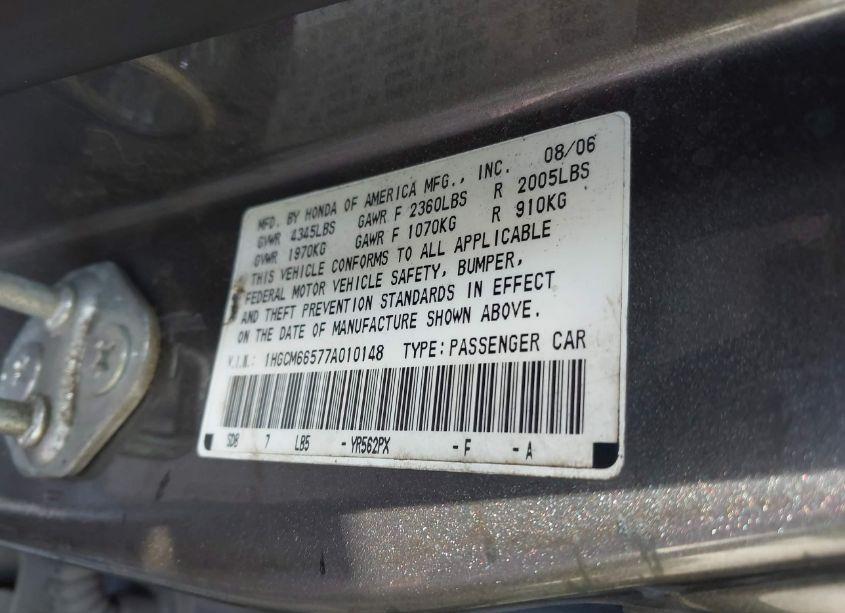 MFD. BY HONDA OF AMERICA MFG., INC. 08/06
GVWR 4345LBS GAWR F 2360LBS R 2005LBS
GVWR 1970KG GAWR F 1070KG R 910KG
THIS VEHICLE CONFORMS TO ALL APPLICABLE
FEDERAL MOTOR VEHICLE SAFETY, BUMPER,
AND THEFT PREVENTION STANDARDS IN EFFECT
ON THE DATE OF MANUFACTURE SHOWN ABOVE.
V.I.N.: 1HGCM66577A010148 TYPE: PASSENGER CAR
SDB 7 LB5 - YR562PX - F - A